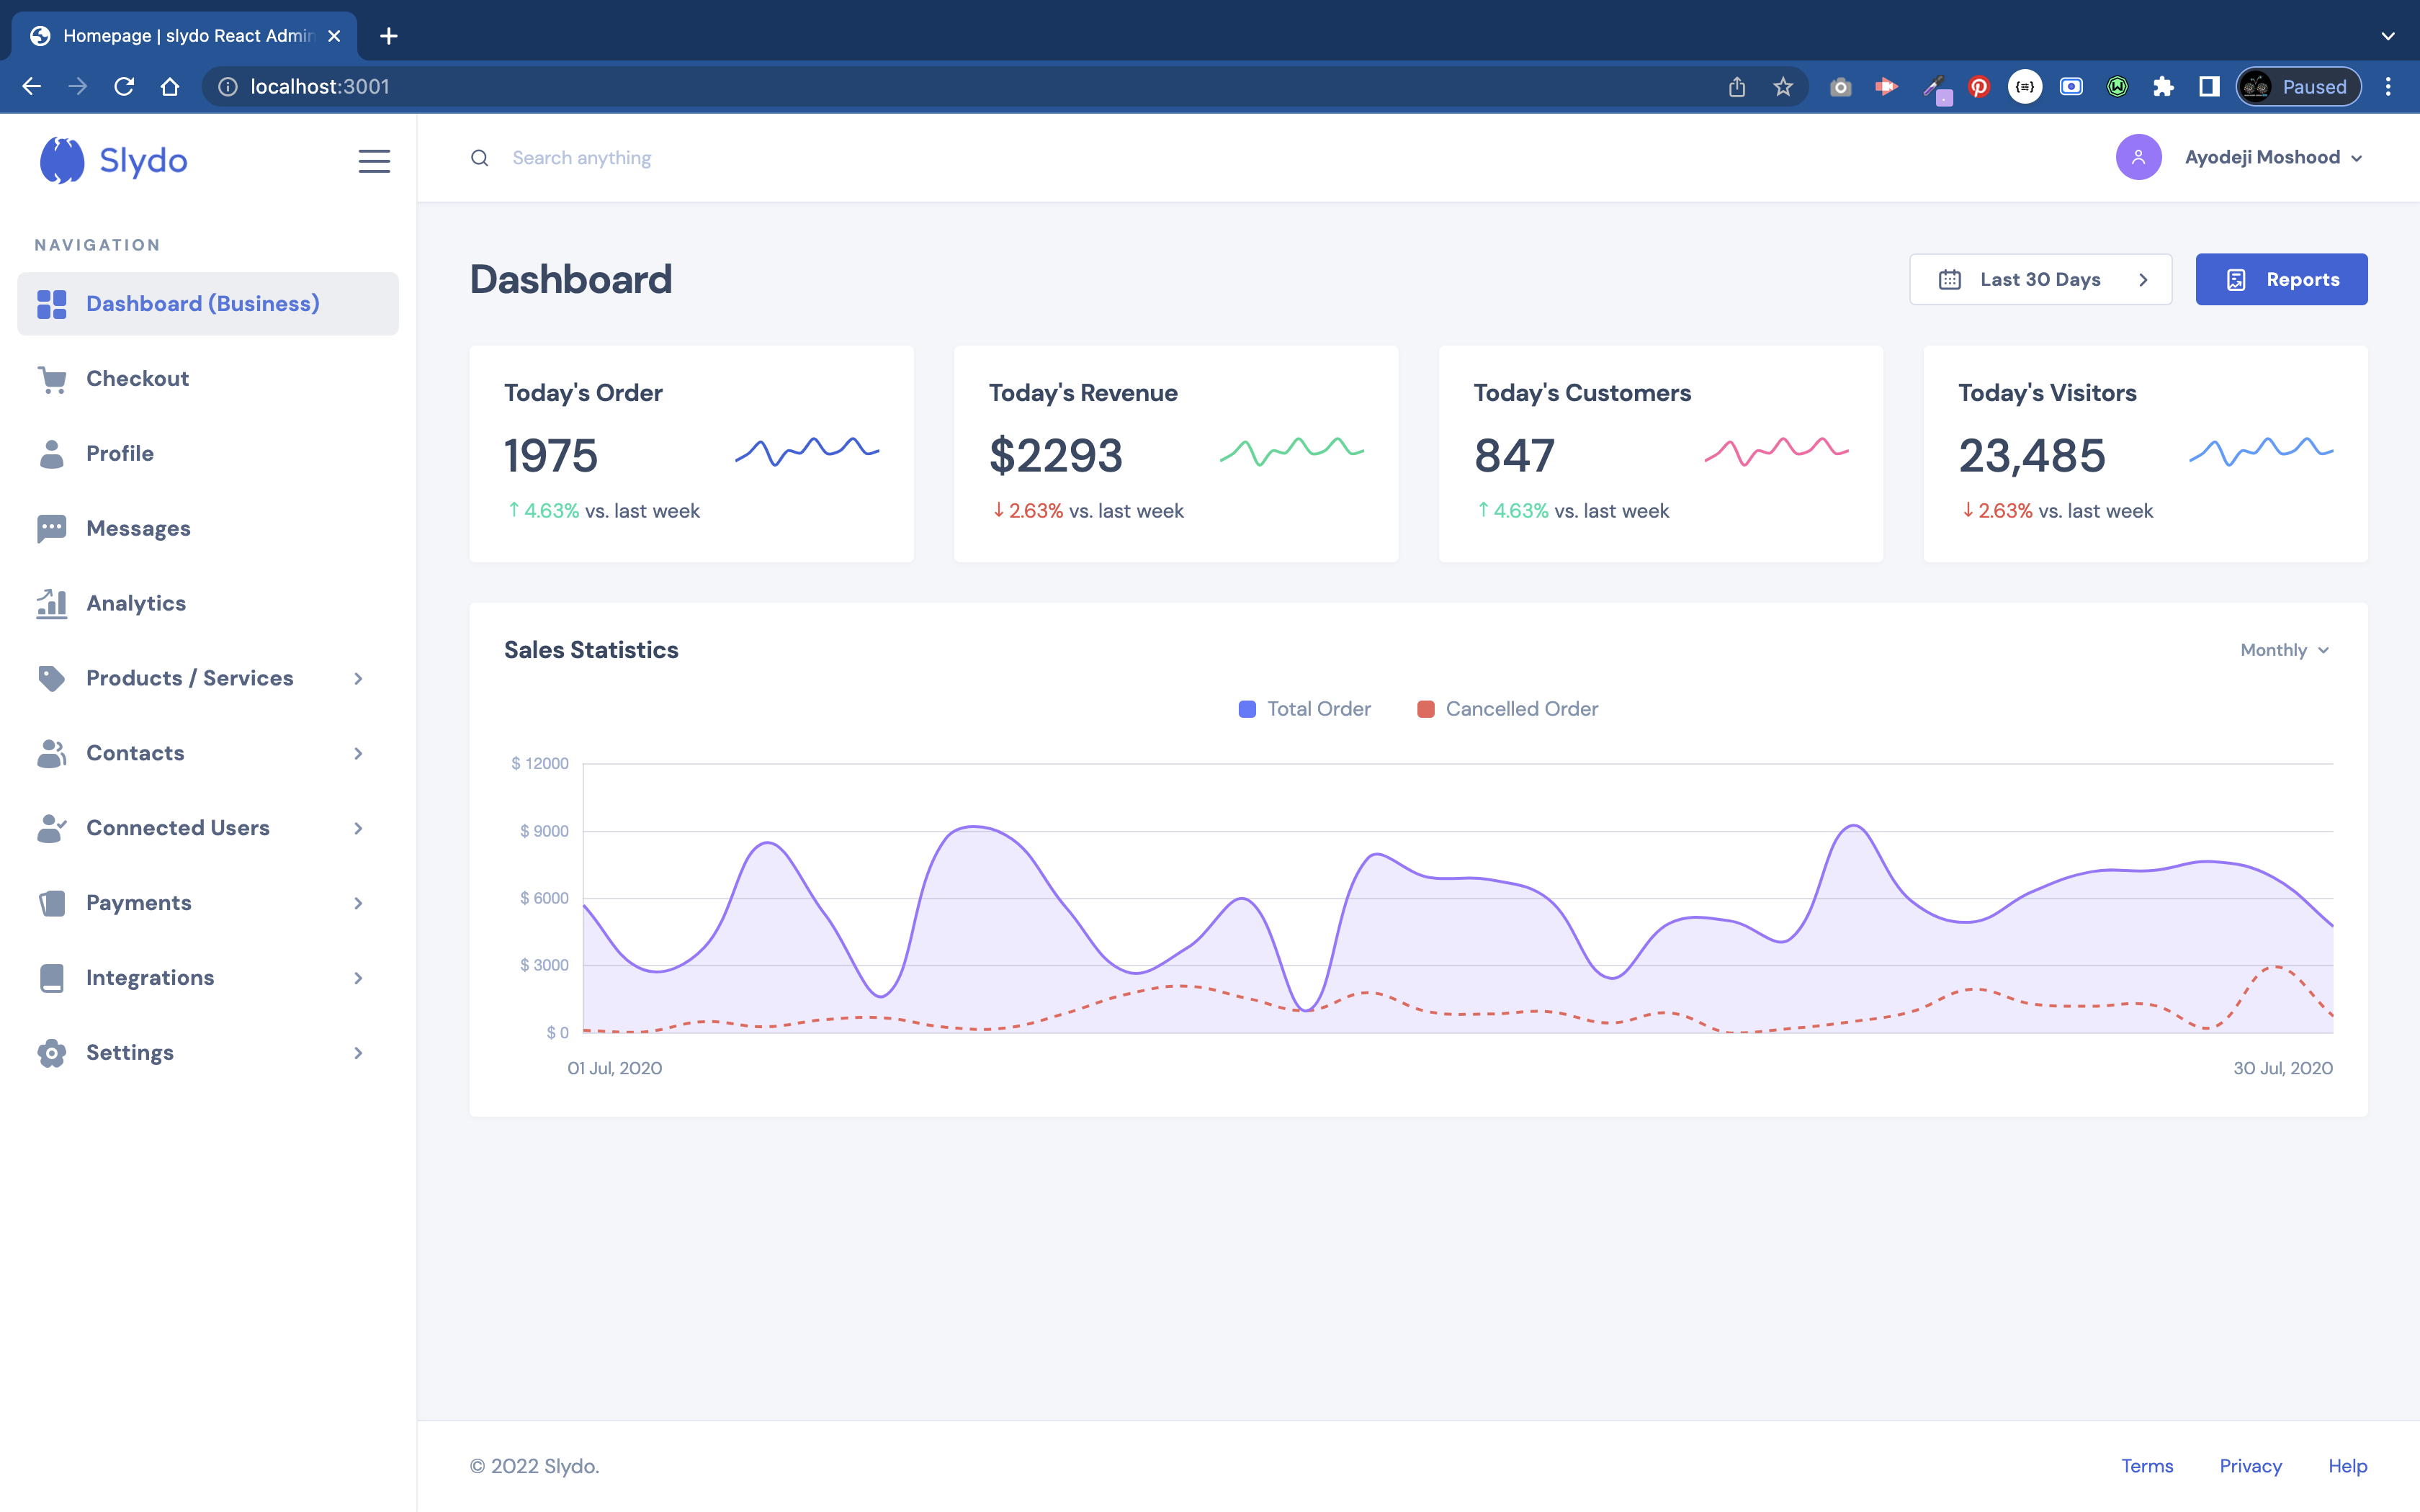 Homepage | slydo React Admin
localhost:3001
Paused
Slydo
Search anything
Ayodeji Moshood
NAVIGATION
Dashboard (Business)
Checkout
Profile
Messages
Analytics
Products / Services
Contacts
Connected Users
Payments
Integrations
Settings
Dashboard
Last 30 Days
Reports
Today's Order
1975
↑ 4.63% vs. last week
Today's Revenue
$2293
↓ 2.63% vs. last week
Today's Customers
847
↑ 4.63% vs. last week
Today's Visitors
23,485
↓ 2.63% vs. last week
Sales Statistics
Monthly
Total Order
Cancelled Order
$ 12000
$ 9000
$ 6000
$ 3000
$ 0
01 Jul, 2020
30 Jul, 2020
© 2022 Slydo.
Terms
Privacy
Help